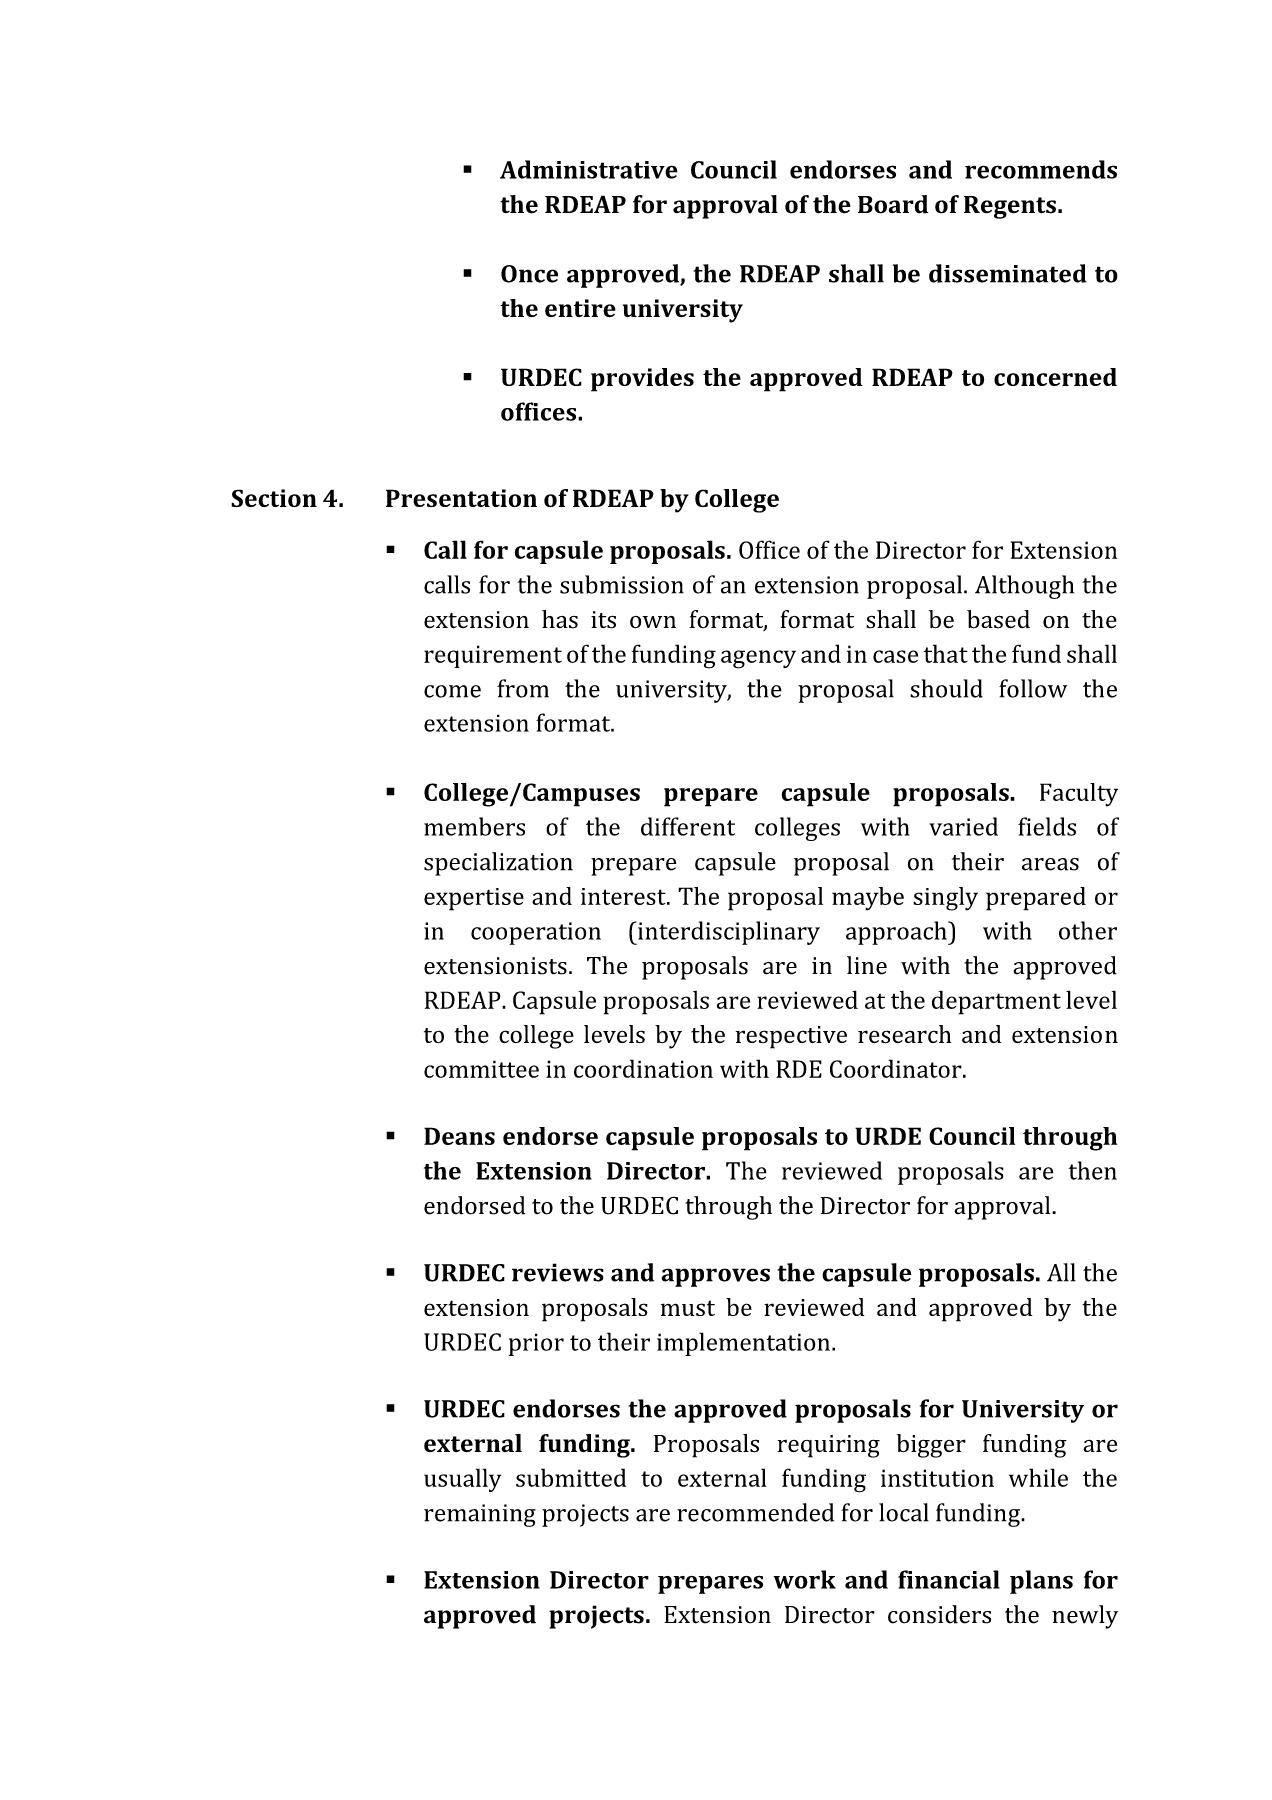 ▪ Administrative Council endorses and recommends
the RDEAP for approval of the Board of Regents.
▪ Once approved, the RDEAP shall be disseminated to
the entire university
▪ URDEC provides the approved RDEAP to concerned
offices.
Section 4. Presentation of RDEAP by College
▪ Call for capsule proposals. Office of the Director for Extension
calls for the submission of an extension proposal. Although the
extension has its own format, format shall be based on the
requirement of the funding agency and in case that the fund shall
come from the university, the proposal should follow the
extension format.
▪ College/Campuses prepare capsule proposals. Faculty
members of the different colleges with varied fields of
specialization prepare capsule proposal on their areas of
expertise and interest. The proposal maybe singly prepared or
in cooperation (interdisciplinary approach) with other
extensionists. The proposals are in line with the approved
RDEAP. Capsule proposals are reviewed at the department level
to the college levels by the respective research and extension
committee in coordination with RDE Coordinator.
▪ Deans endorse capsule proposals to URDE Council through
the Extension Director. The reviewed proposals are then
endorsed to the URDEC through the Director for approval.
▪ URDEC reviews and approves the capsule proposals. All the
extension proposals must be reviewed and approved by the
URDEC prior to their implementation.
▪ URDEC endorses the approved proposals for University or
external funding. Proposals requiring bigger funding are
usually submitted to external funding institution while the
remaining projects are recommended for local funding.
▪ Extension Director prepares work and financial plans for
approved projects. Extension Director considers the newly